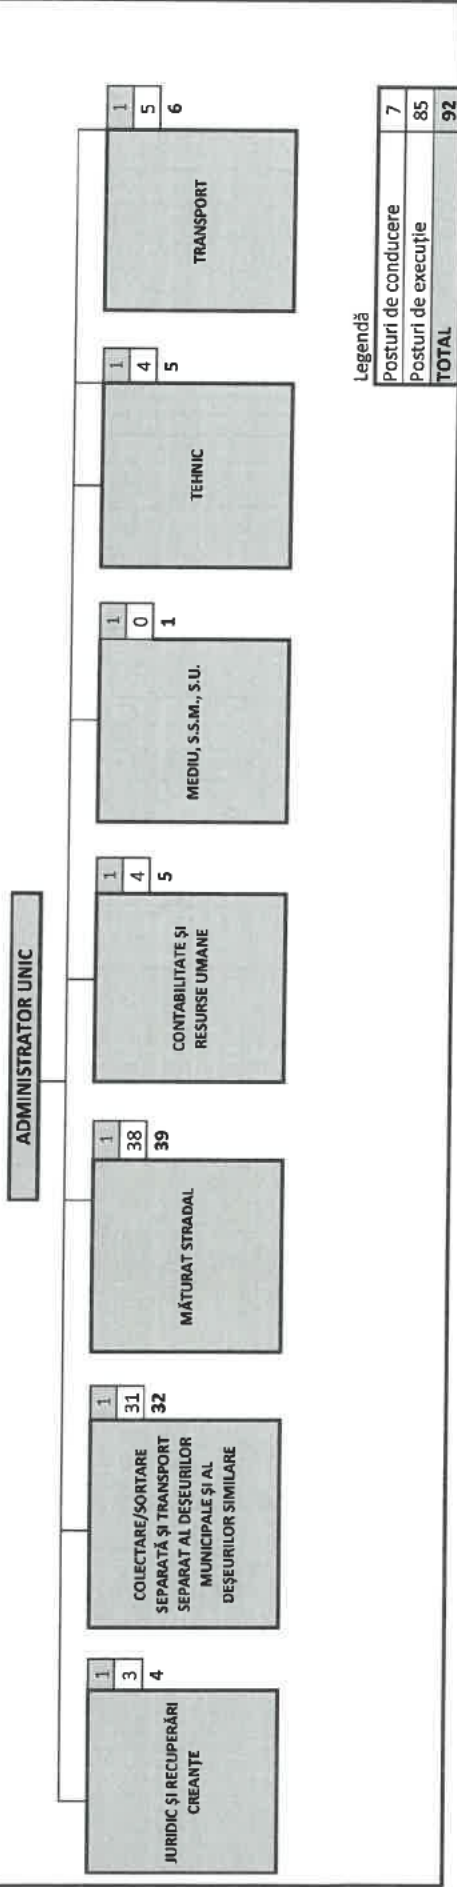 ADMINISTRATOR UNIC
JURIDIC ȘI RECUPERĂRI
CREANȚE
1
3
4
COLECTARE/SORTARE
SEPARATĂ ȘI TRANSPORT
SEPARAT AL DEȘEURILOR
MUNICIPALE ȘI AL
DEȘEURILOR SIMILARE
1
31
32
MĂTURAT STRADAL
1
38
39
CONTABILITATE ȘI
RESURSE UMANE
1
4
5
MEDIU, S.S.M., S.U.
1
0
1
TEHNIC
1
4
5
TRANSPORT
1
5
6
Legendă
Posturi de conducere 7
Posturi de execuție 85
TOTAL 92